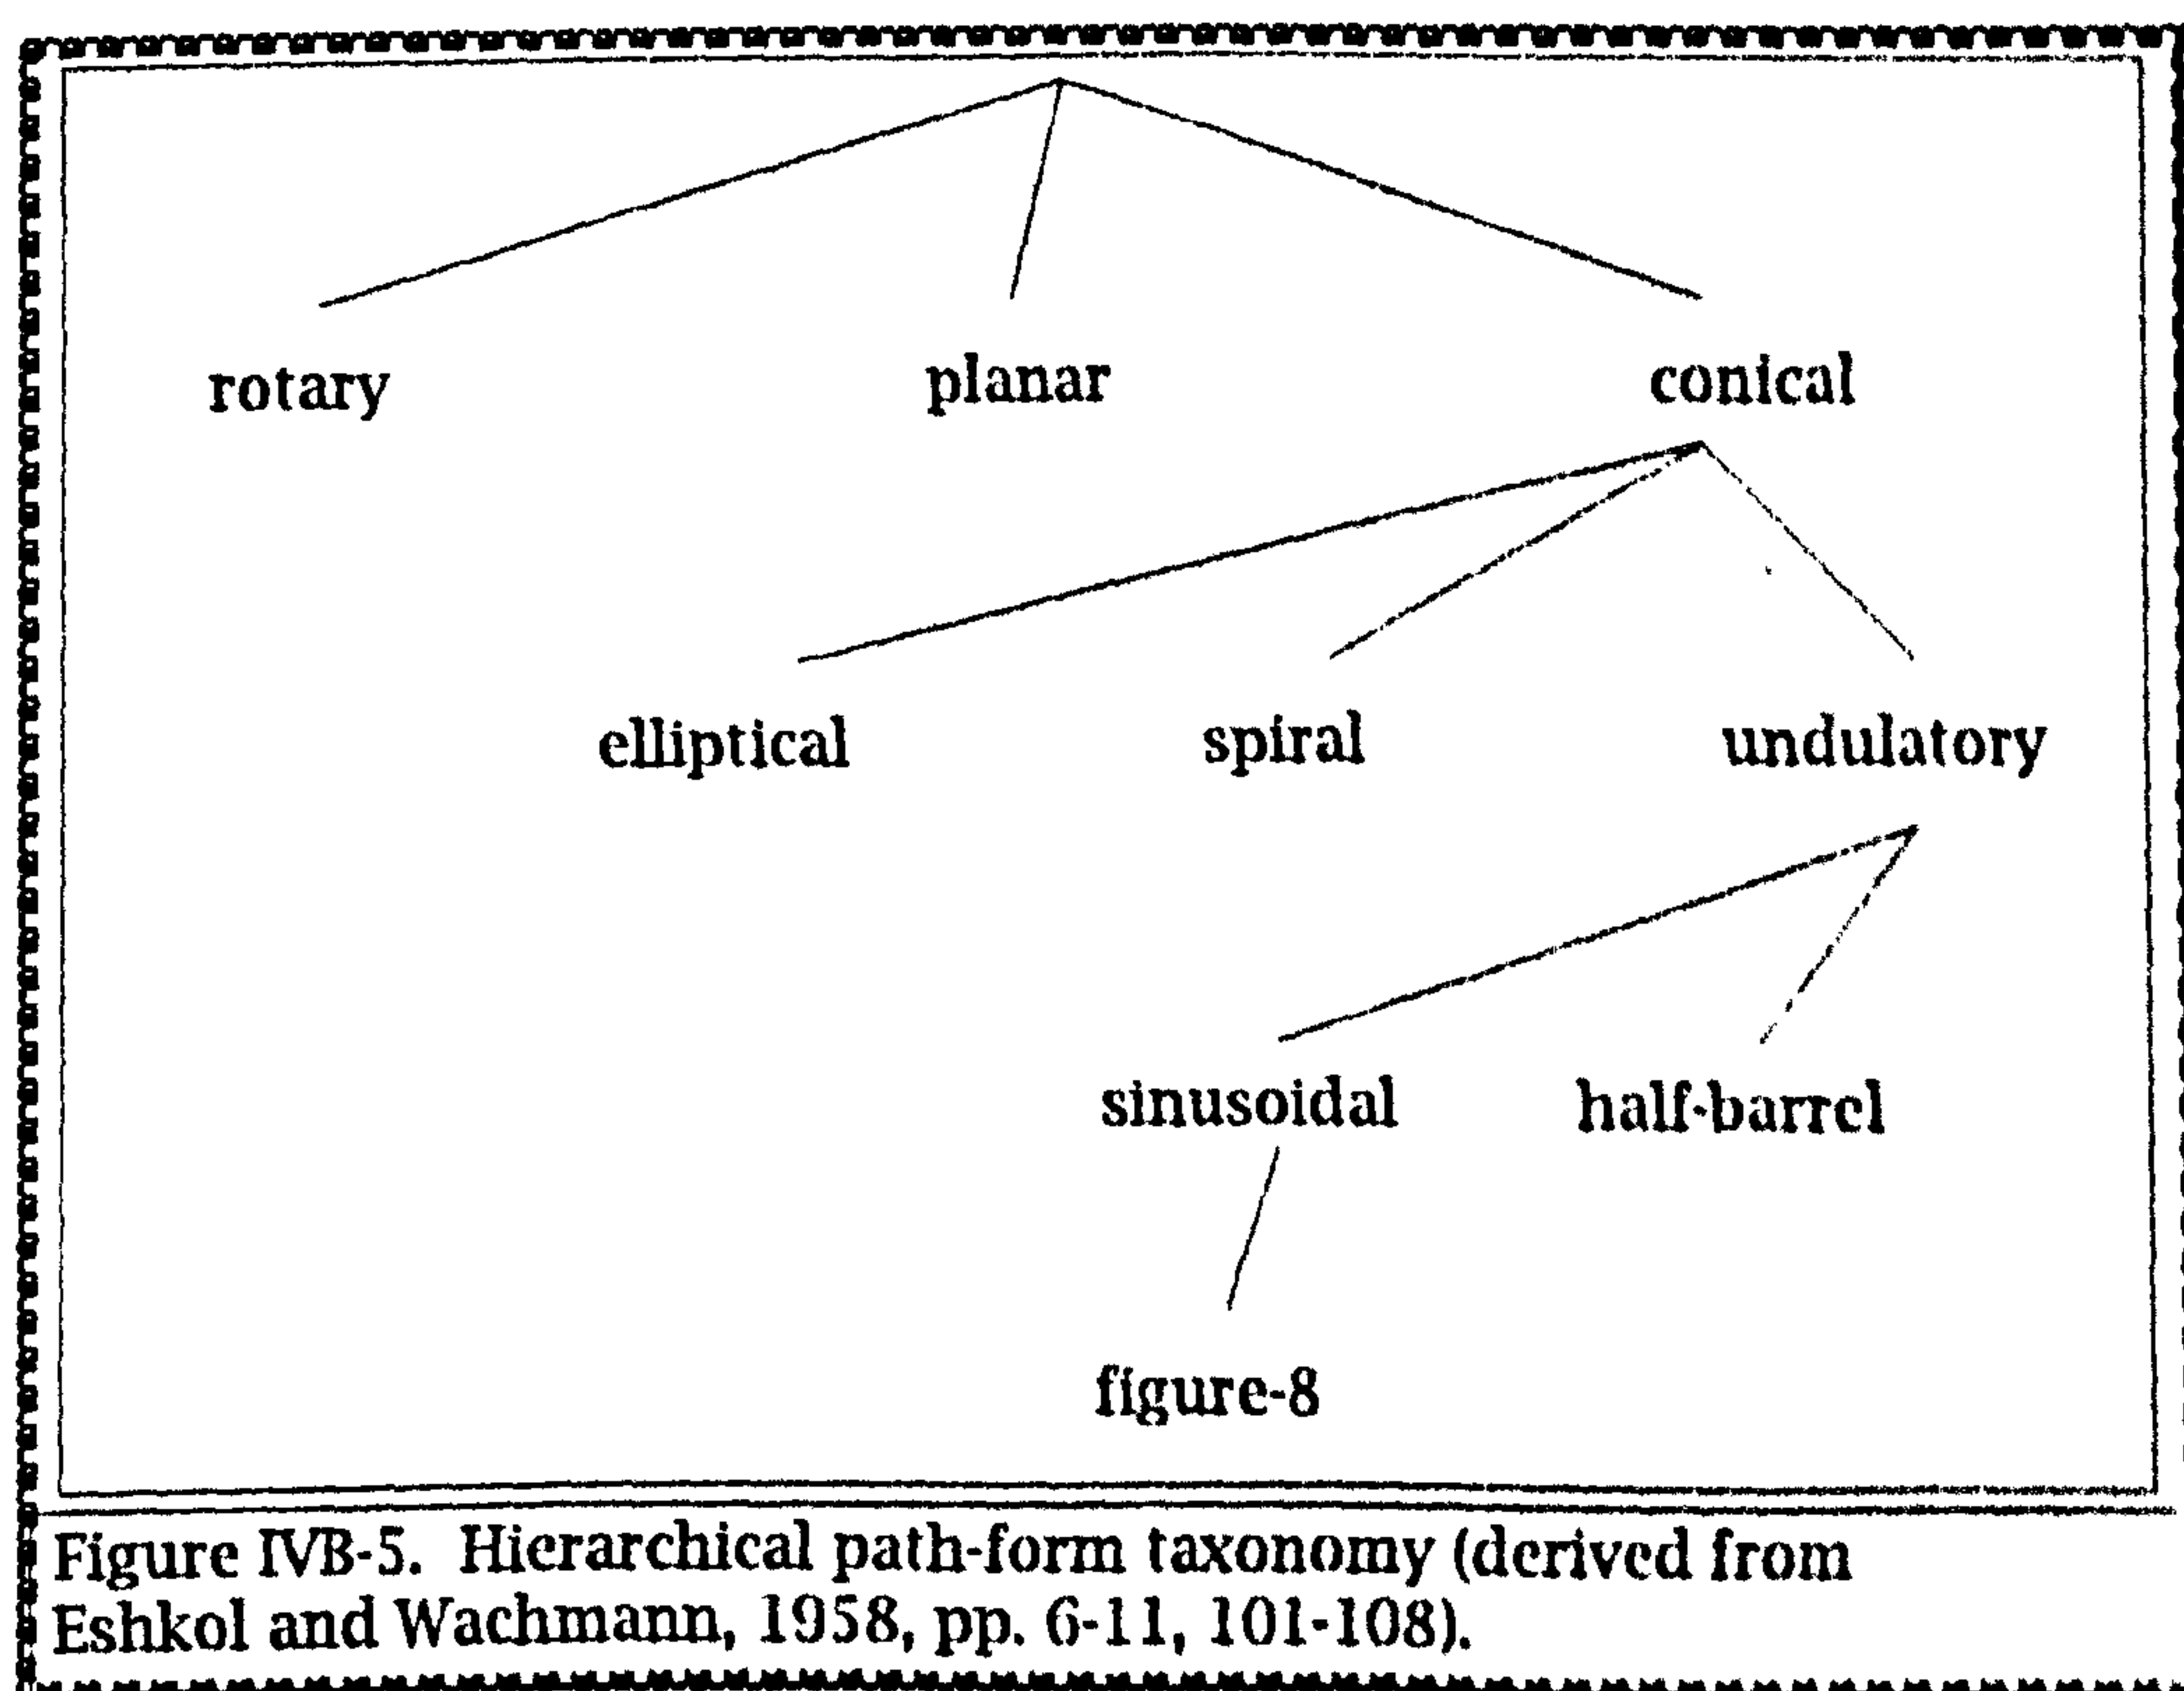 rotary planar conical
elliptical spiral undulatory
sinusoidal half-barrel
figure-8
Figure IVB-5. Hierarchical path-form taxonomy (derived from
Eshkol and Wachmann, 1958, pp. 6-11, 101-108).